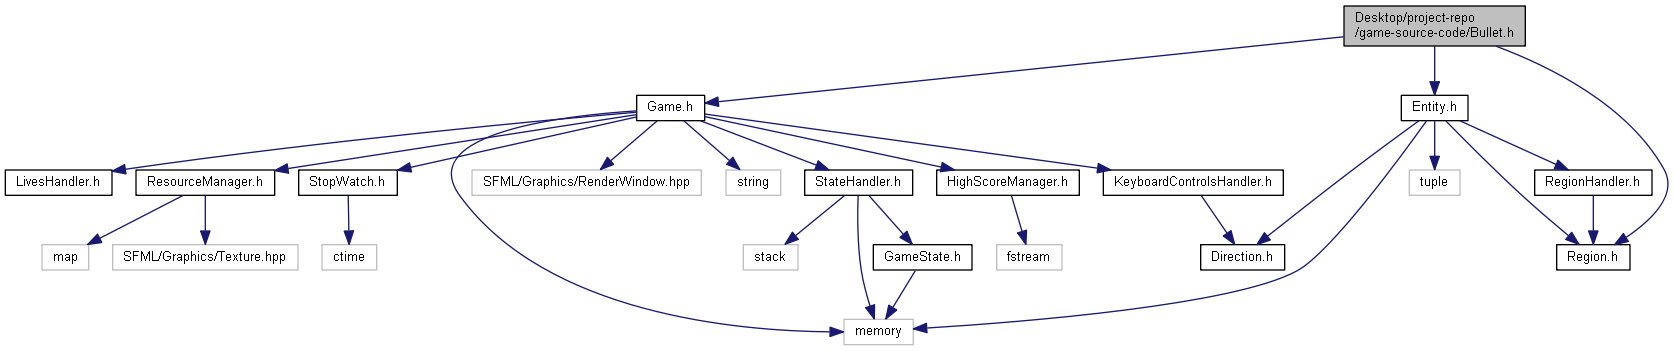 Desktop/project-repo
/game-source-code/Bullet.h
Game.h
Entity.h
LivesHandler.h
ResourceManager.h
StopWatch.h
SFML/Graphics/RenderWindow.hpp
string
StateHandler.h
HighScoreManager.h
KeyboardControlsHandler.h
tuple
RegionHandler.h
map
SFML/Graphics/Texture.hpp
ctime
stack
GameState.h
fstream
Direction.h
Region.h
memory